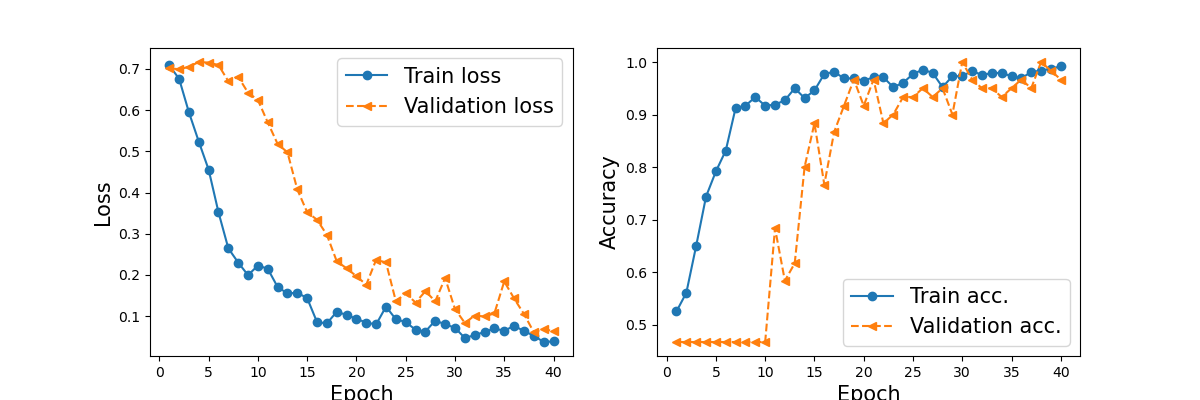 0.7
0.6
0.5
0.4
0.3
0.2
0.1
Loss
0 5 10 15 20 25 30 35 40
Epoch
Train loss
Validation loss
1.0
0.9
0.8
0.7
0.6
0.5
Accuracy
0 5 10 15 20 25 30 35 40
Epoch
Train acc.
Validation acc.